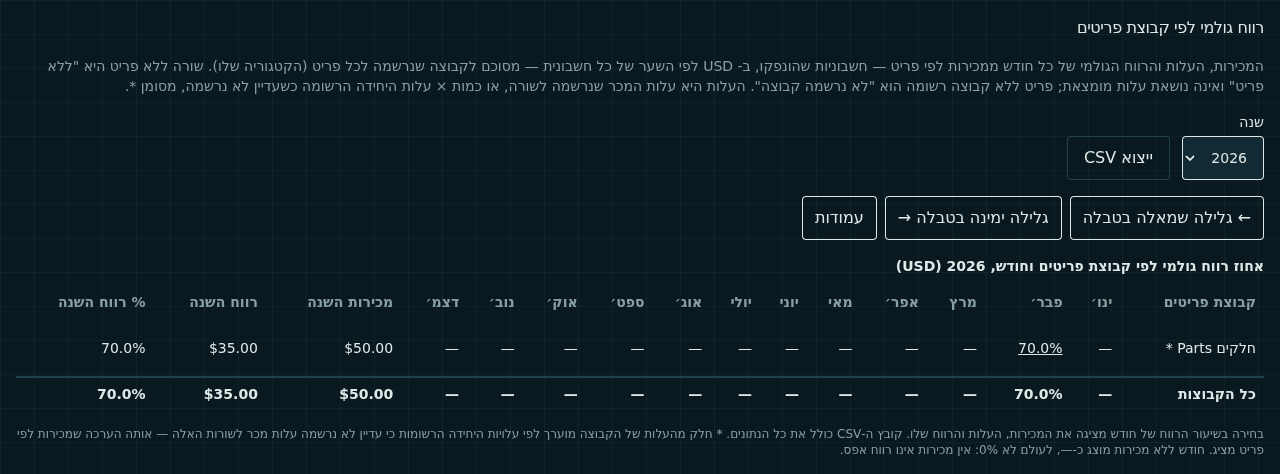 רווח גולמי לפי קבוצת פריטים
המכירות, העלות והרווח הגולמי של כל חודש ממכירות לפי פריט — חשבוניות שהונפקו, ב- USD לפי השער של כל חשבונית — מסוכם לקבוצה שנרשמה לכל פריט (הקטגוריה שלו). שורה ללא פריט היא "ללא
פריט" ואינה נושאת עלות מומצאת; פריט ללא קבוצה רשומה הוא "לא נרשמה קבוצה". העלות היא עלות המכר שנרשמה לשורה, או כמות × עלות היחידה הרשומה כשעדיין לא נרשמה, מסומן *.
שנה
2026 ייצוא CSV
← גלילה שמאלה בטבלה גלילה ימינה בטבלה → עמודות
אחוז רווח גולמי לפי קבוצת פריטים וחודש, 2026 (USD)
קבוצת פריטים ינו׳ פבר׳ מרץ אפר׳ מאי יוני יולי אוג׳ ספט׳ אוק׳ נוב׳ דצמ׳ מכירות השנה רווח השנה % רווח השנה
חלקים Parts * — 70.0% — — — — — — — — — — $50.00 $35.00 70.0%
כל הקבוצות — 70.0% — — — — — — — — — — $50.00 $35.00 70.0%
בחירה בשיעור הרווח של חודש מציגה את המכירות, העלות והרווח שלו. קובץ ה-CSV כולל את כל הנתונים. * חלק מהעלות של הקבוצה מוערך לפי עלויות היחידה הרשומות כי עדיין לא נרשמה עלות מכר לשורות האלה — אותה הערכה שמכירות לפי
פריט מציג. חודש ללא מכירות מוצג כ-—, לעולם לא 0%: אין מכירות אינו רווח אפס.